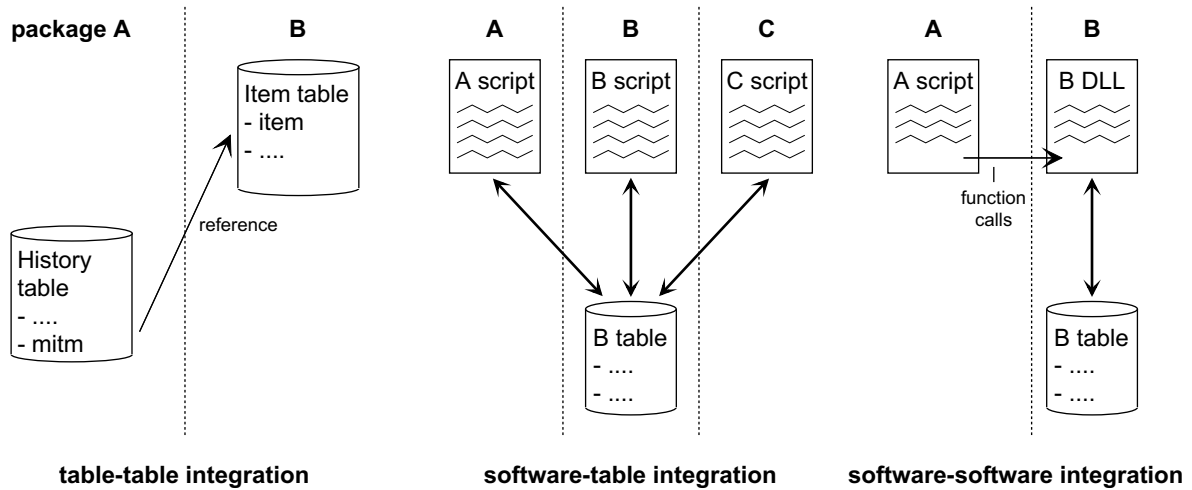 package A
B
Item table
- item
- ....
reference
History
table
- ....
- mitm
table-table integration
A
B
C
A script
B script
C script
B table
- ....
- ....
software-table integration
A
B
A script
B DLL
function
calls
B table
- ....
- ....
software-software integration